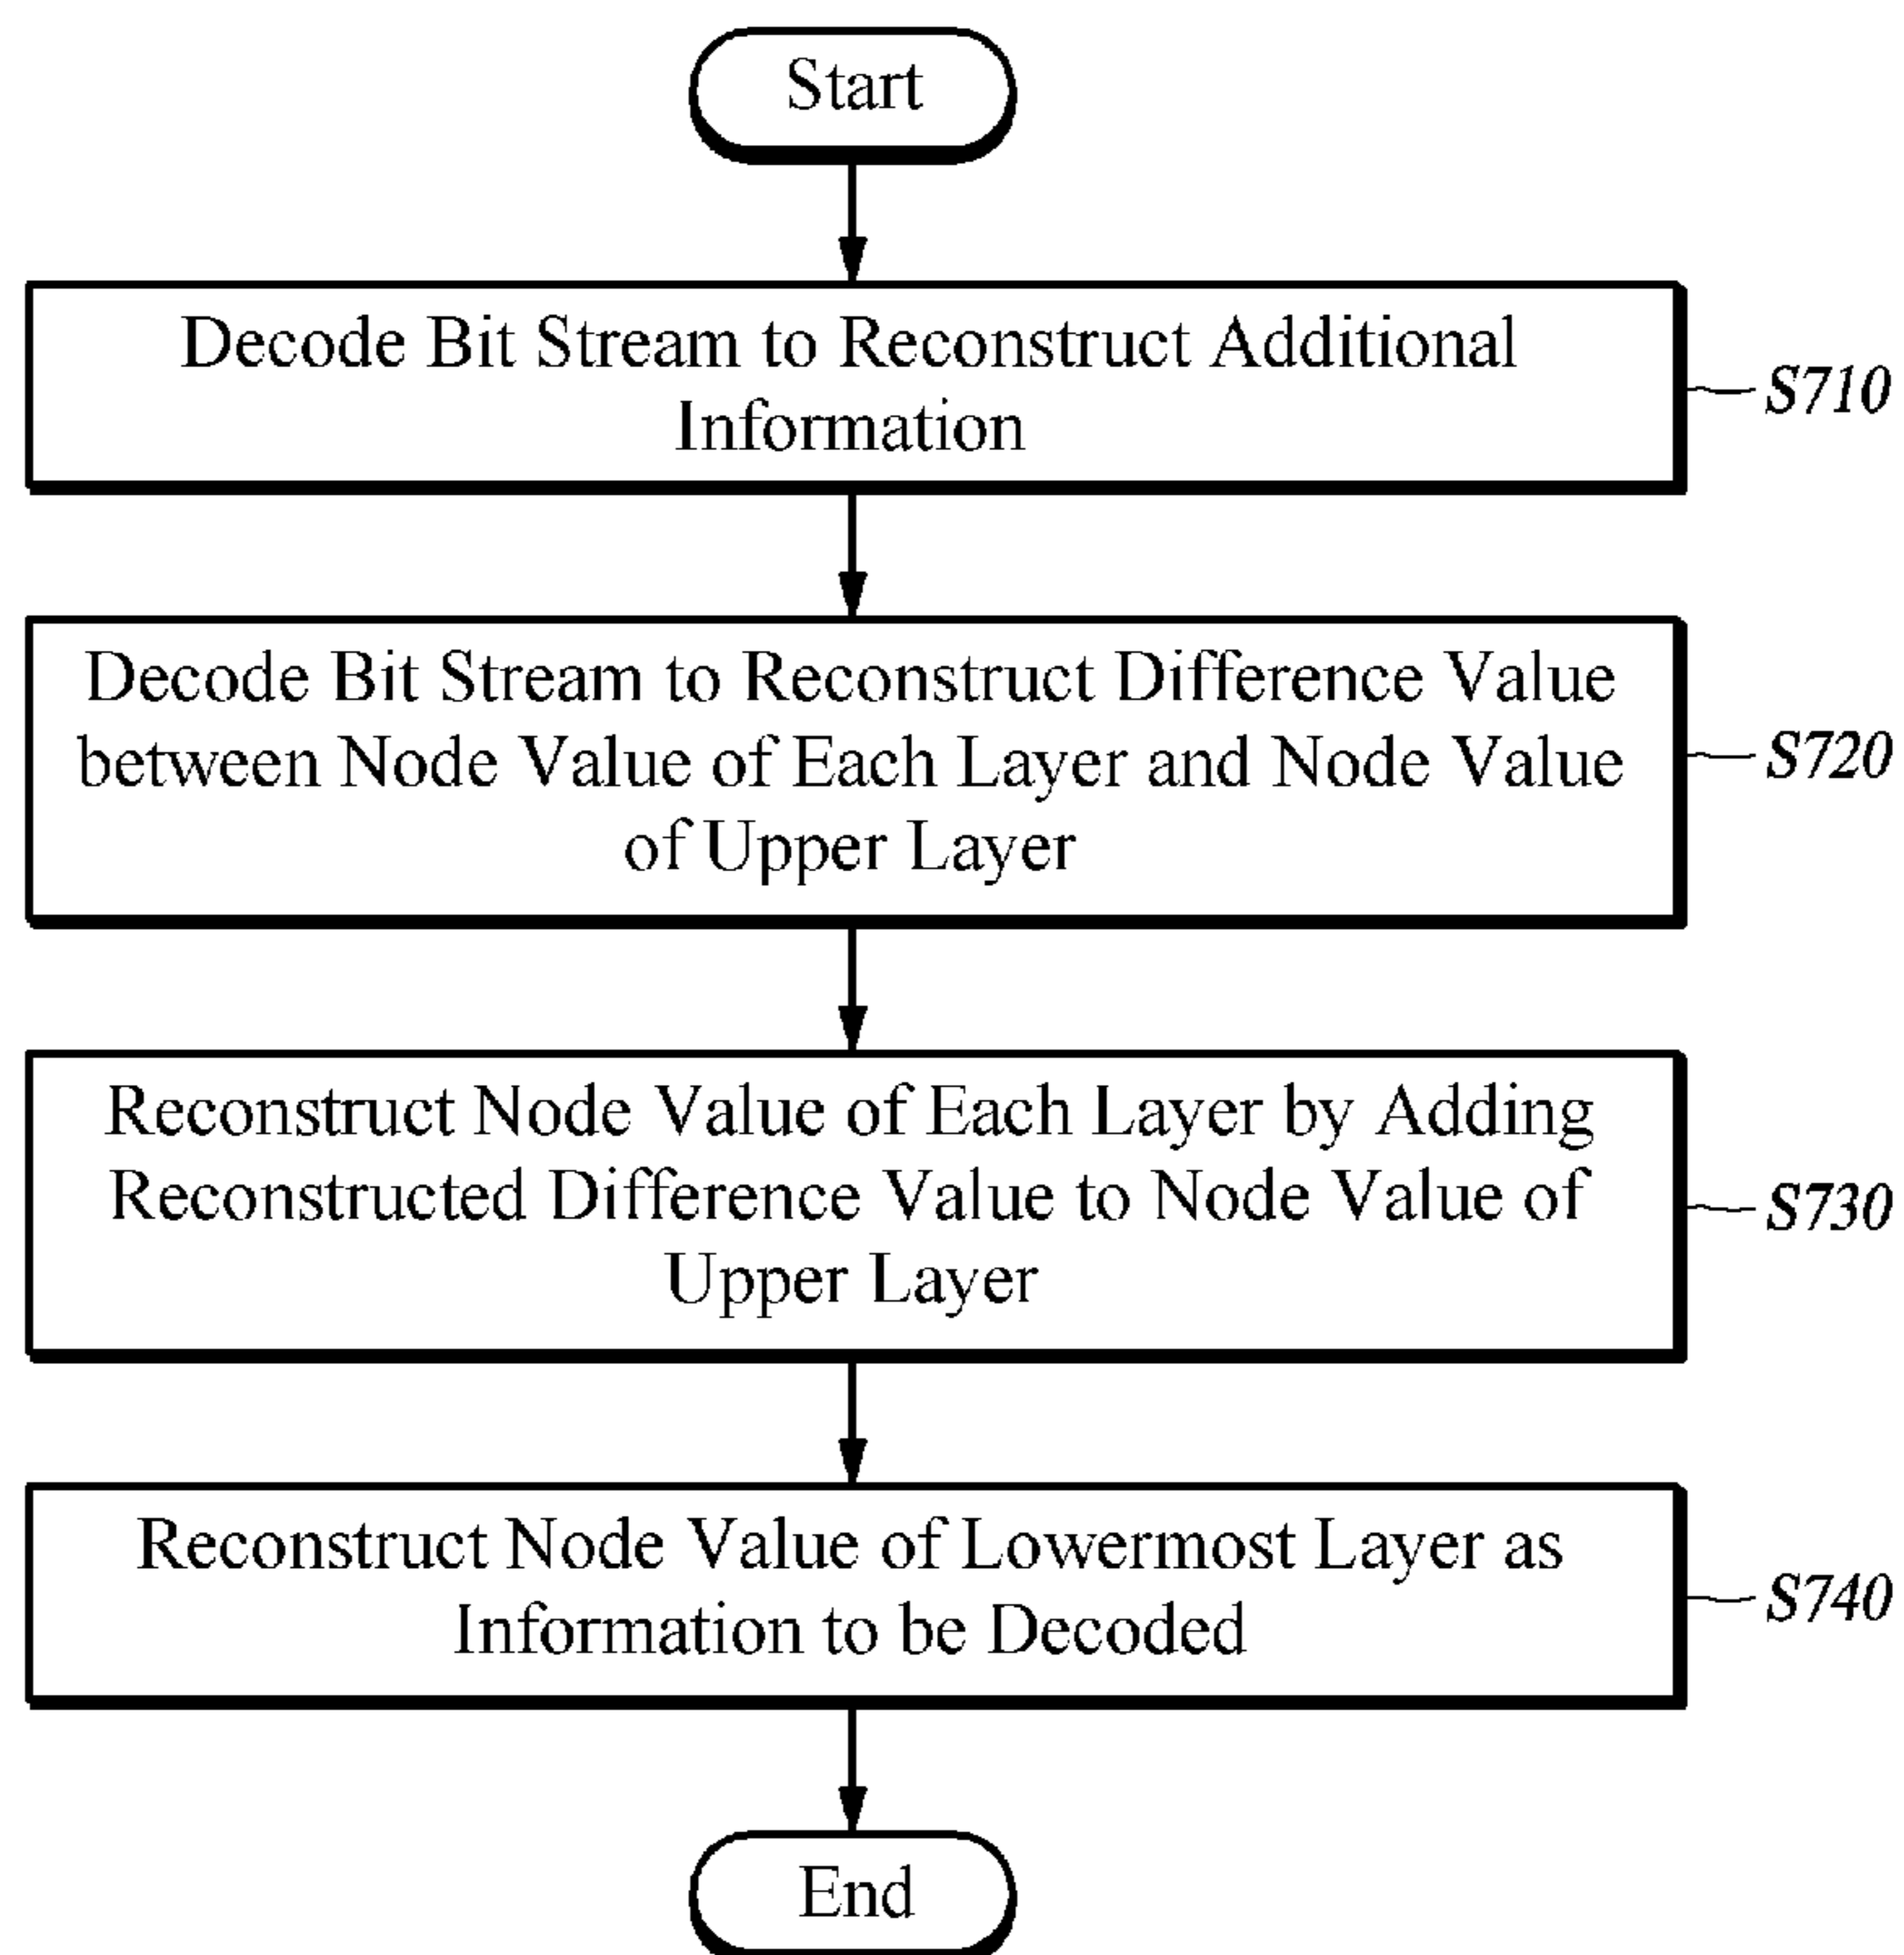 Start
Decode Bit Stream to Reconstruct Additional
Information
S710
Decode Bit Stream to Reconstruct Difference Value
between Node Value of Each Layer and Node Value
of Upper Layer
S720
Reconstruct Node Value of Each Layer by Adding
Reconstructed Difference Value to Node Value of
Upper Layer
S730
Reconstruct Node Value of Lowermost Layer as
Information to be Decoded
S740
End